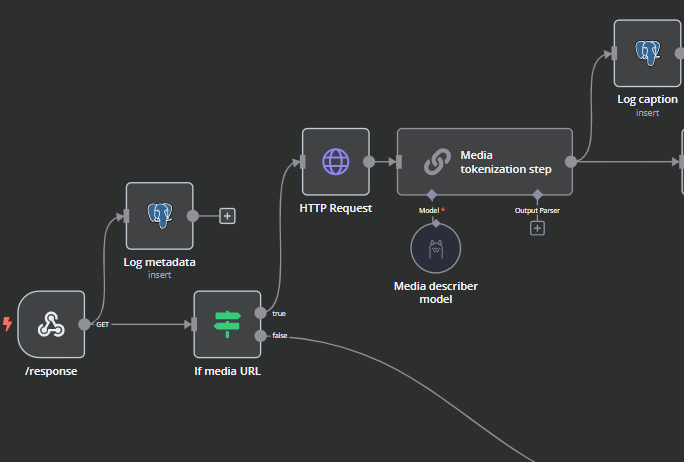 Log caption
insert
Media
tokenization step
HTTP Request
Model *
Output Parser
Log metadata
insert
Media describer
model
GET
true
false
/response
If media URL